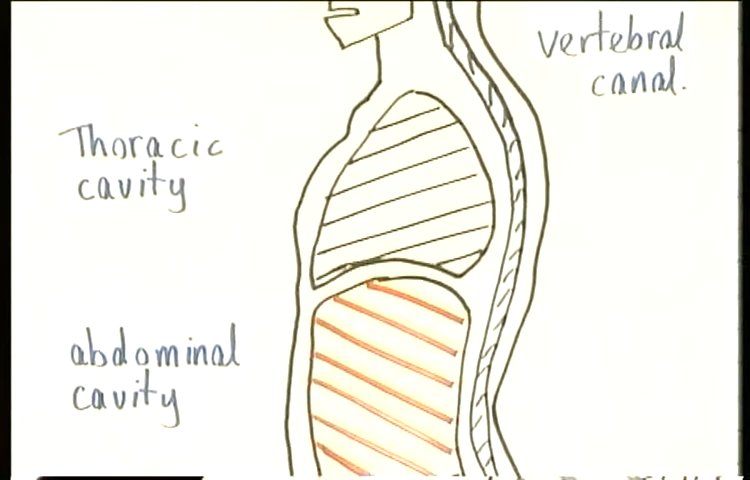 vertebral
canal.
Thoracic
cavity
abdominal
cavity